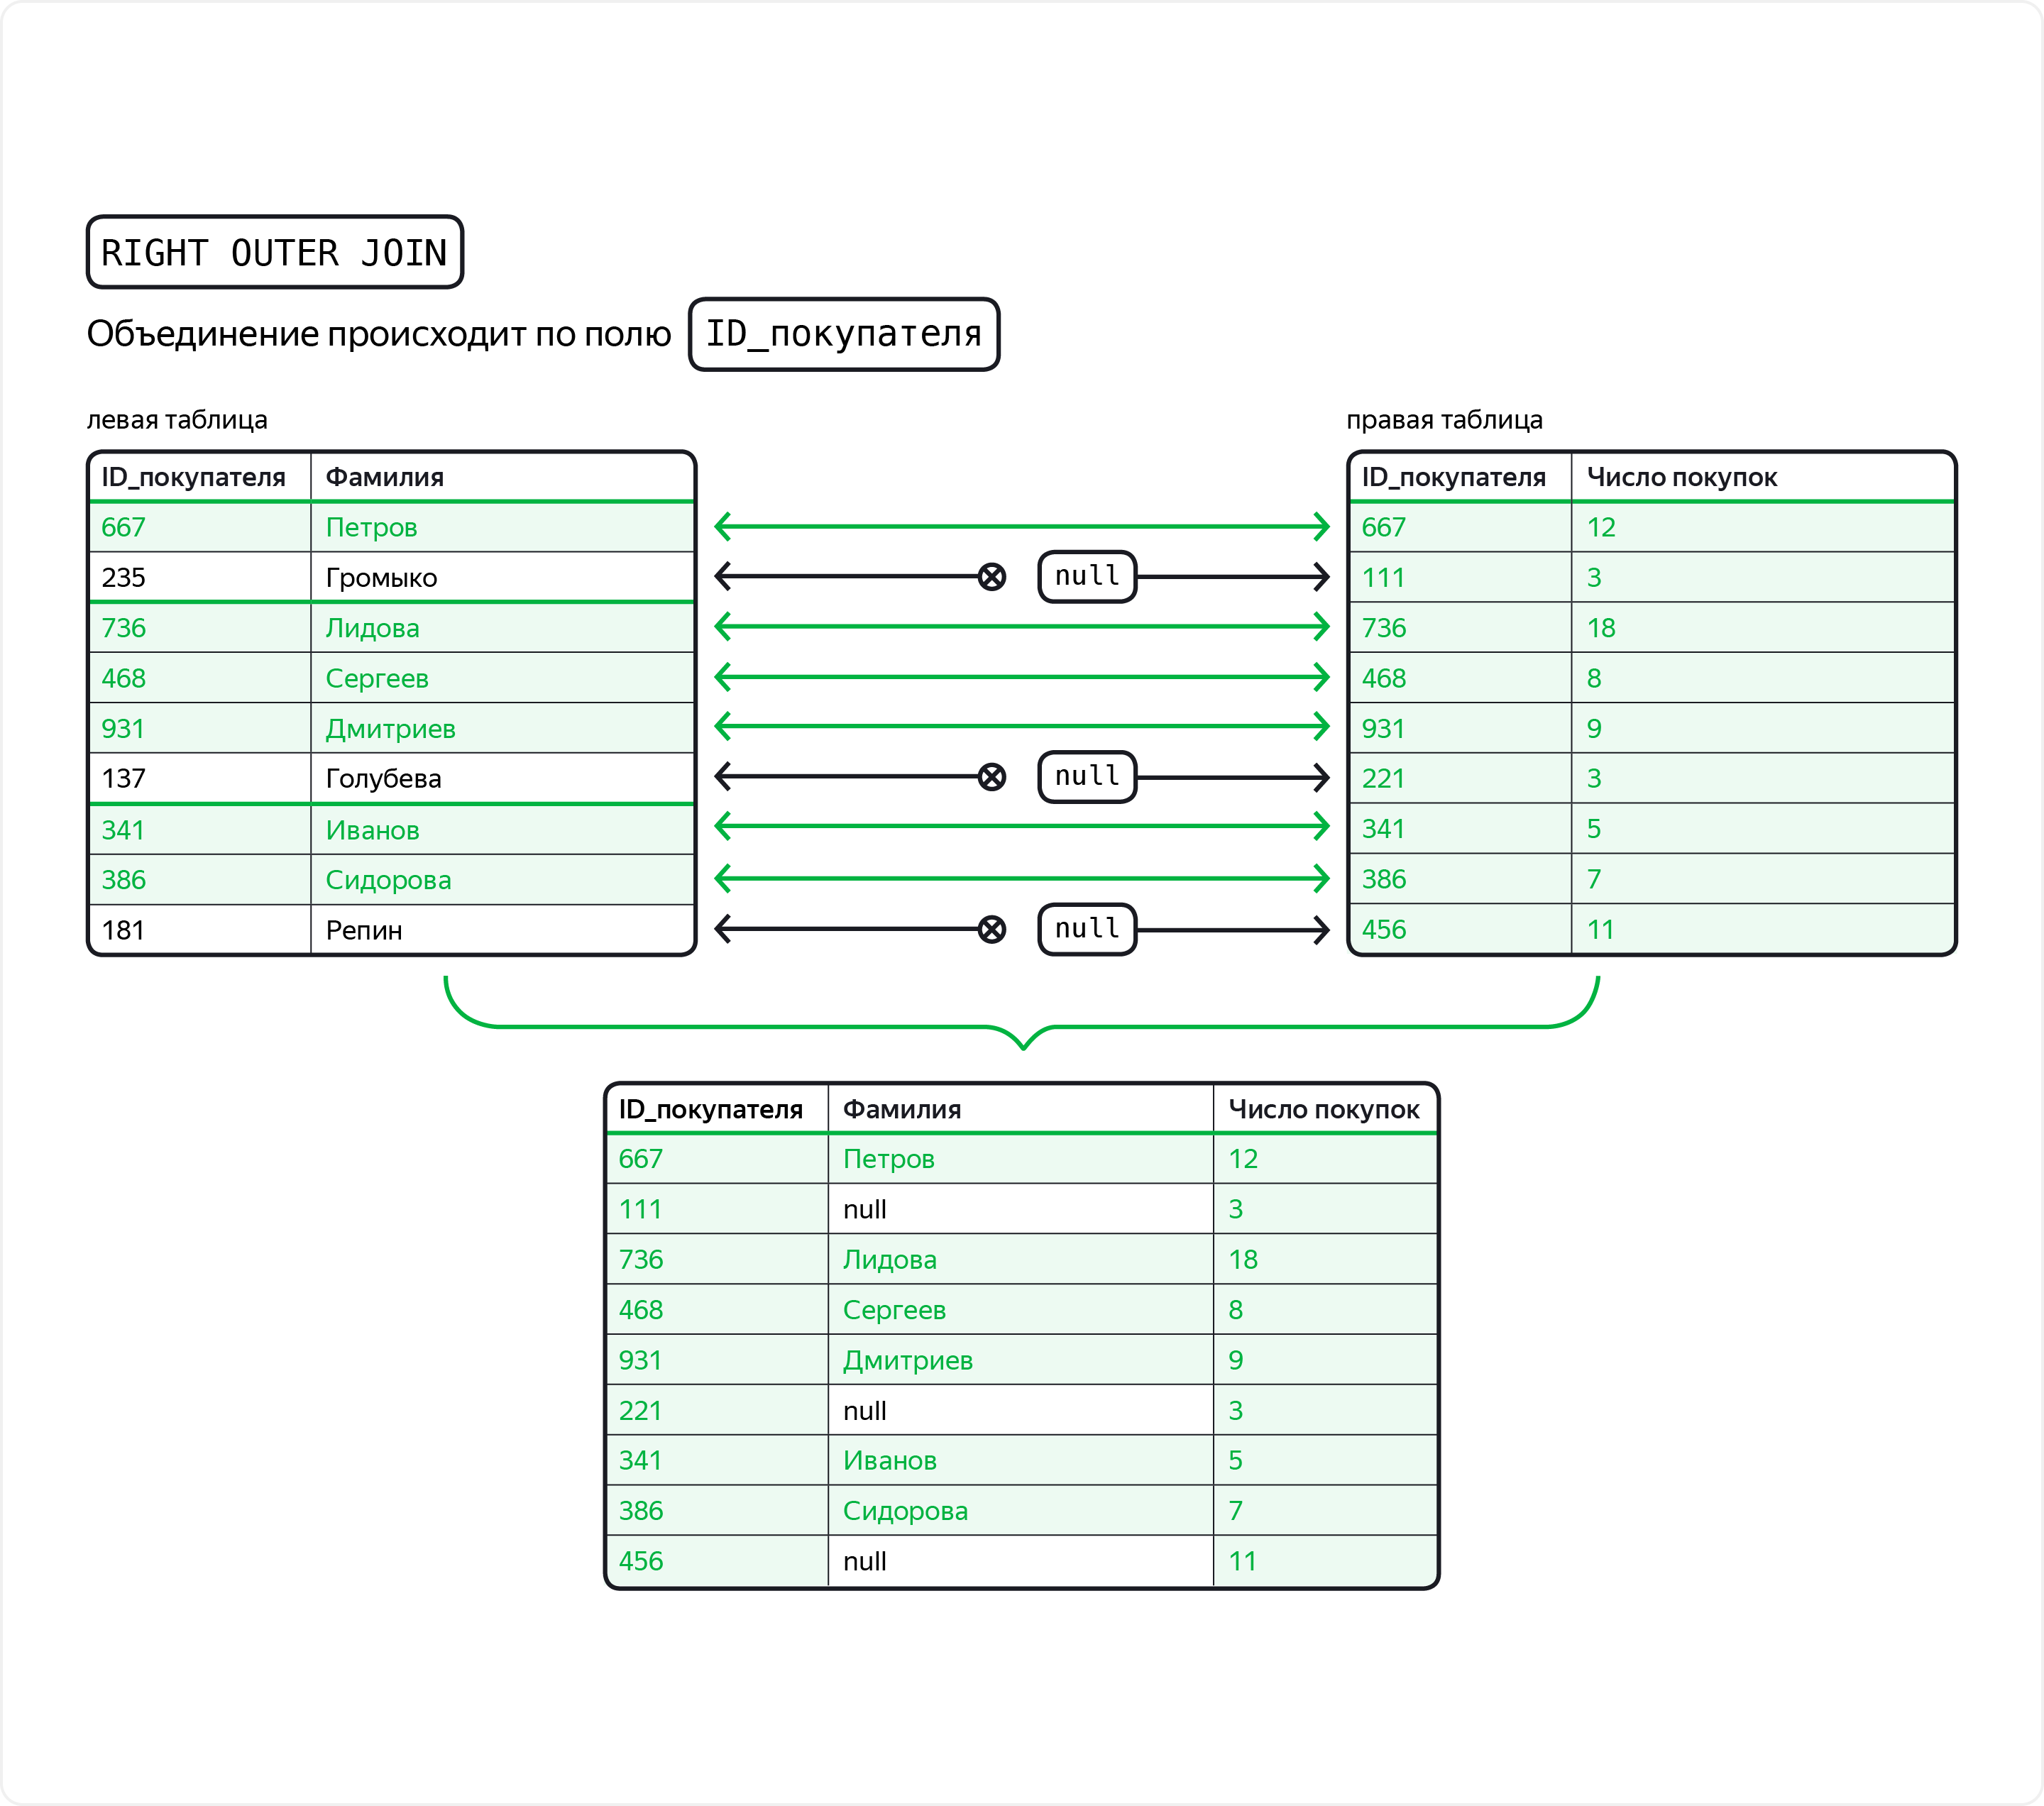 RIGHT OUTER JOIN
Объединение происходит по полю ID_покупателя
левая таблица
ID_покупателя Фамилия
667 Петров
235 Громыко
736 Лидова
468 Сергеев
931 Дмитриев
137 Голубева
341 Иванов
386 Сидорова
181 Репин
null
null
null
правая таблица
ID_покупателя Число покупок
667 12
111 3
736 18
468 8
931 9
221 3
341 5
386 7
456 11
ID_покупателя Фамилия Число покупок
667 Петров 12
111 null 3
736 Лидова 18
468 Сергеев 8
931 Дмитриев 9
221 null 3
341 Иванов 5
386 Сидорова 7
456 null 11